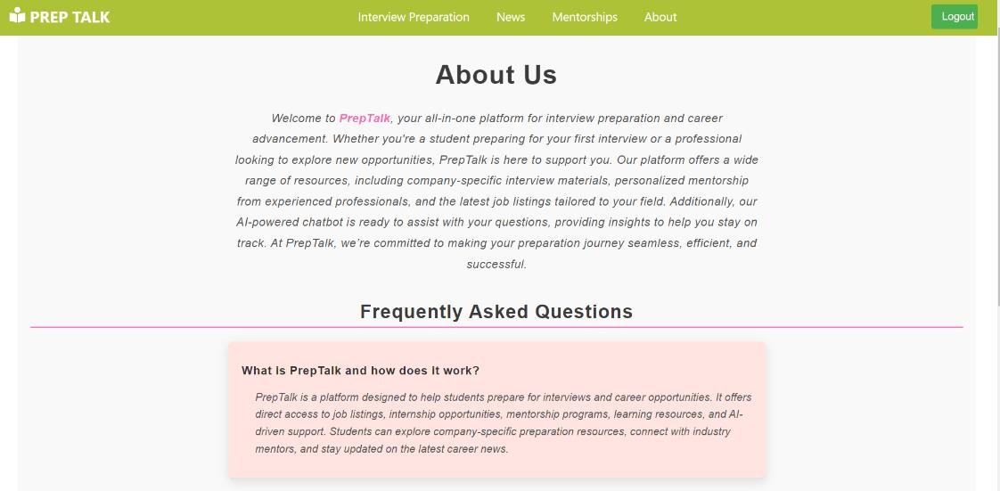 PREP TALK
Interview Preparation News Mentorships About
Logout
About Us
Welcome to PrepTalk, your all-in-one platform for interview preparation and career
advancement. Whether you're a student preparing for your first interview or a professional
looking to explore new opportunities, PrepTalk is here to support you. Our platform offers a wide
range of resources, including company-specific interview materials, personalized mentorship
from experienced professionals, and the latest job listings tailored to your field. Additionally, our
AI-powered chatbot is ready to assist with your questions, providing insights to help you stay on
track. At PrepTalk, we’re committed to making your preparation journey seamless, efficient, and
successful.
Frequently Asked Questions
What is PrepTalk and how does it work?
PrepTalk is a platform designed to help students prepare for interviews and career opportunities. It offers
direct access to job listings, internship opportunities, mentorship programs, learning resources, and AI-
driven support. Students can explore company-specific preparation resources, connect with industry
mentors, and stay updated on the latest career news.